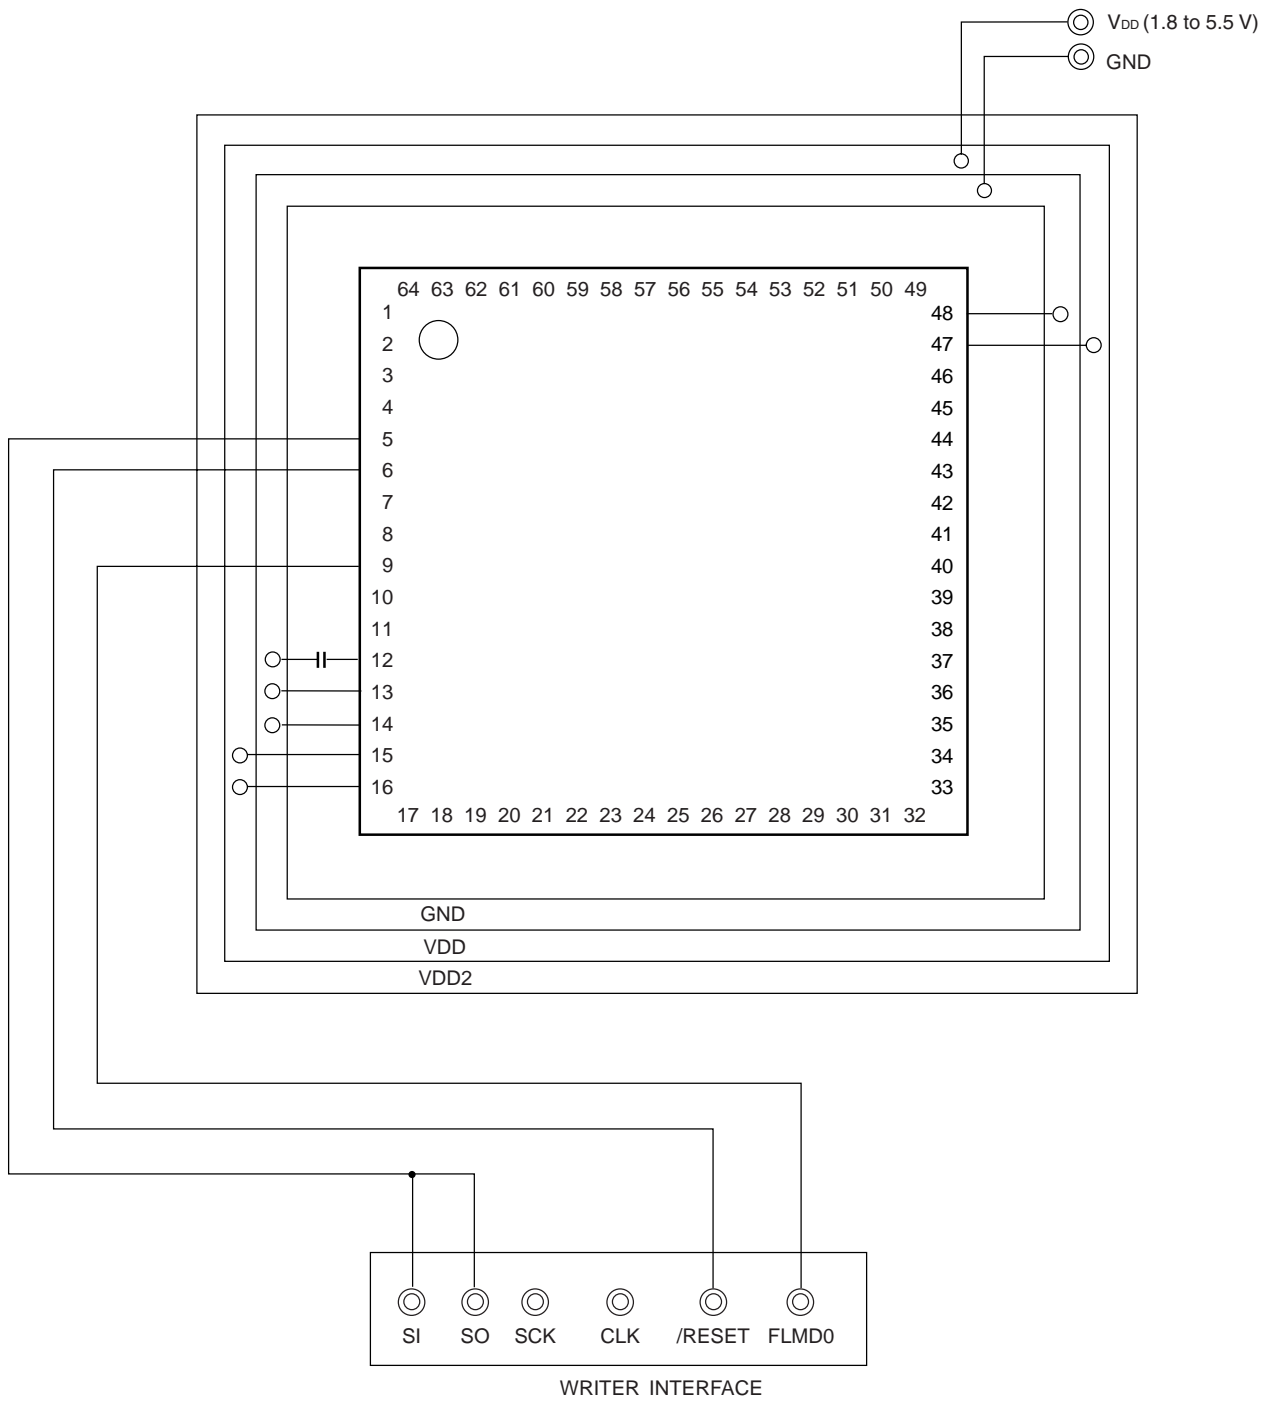 VDD (1.8 to 5.5 V)
GND
64 63 62 61 60 59 58 57 56 55 54 53 52 51 50 49
1 48
2 47
3 46
4 45
5 44
6 43
7 42
8 41
9 40
10 39
11 38
12 37
13 36
14 35
15 34
16 33
17 18 19 20 21 22 23 24 25 26 27 28 29 30 31 32
GND
VDD
VDD2
SI SO SCK CLK /RESET FLMD0
WRITER INTERFACE